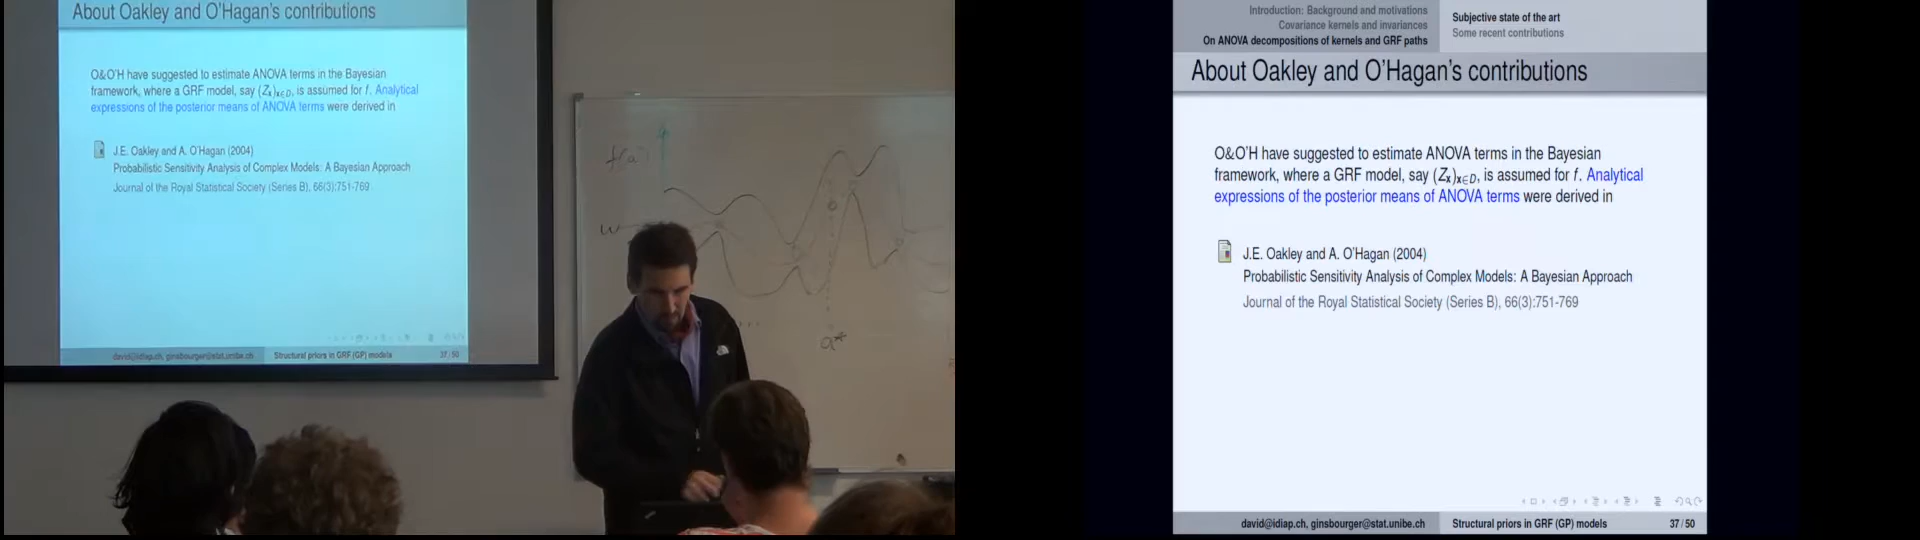 About Oakley and O'Hagan's contributions
O&O'H have suggested to estimate ANOVA terms in the Bayesian
framework, where a GRF model, say (Zx)x∈D, is assumed for f. Analytical
expressions of the posterior means of ANOVA terms were derived in
J.E. Oakley and A. O'Hagan (2004)
Probabilistic Sensitivity Analysis of Complex Models: A Bayesian Approach
Journal of the Royal Statistical Society (Series B), 66(3):751-769
david@idiap.ch, ginsbourger@stat.unibe.ch
Structural priors in GRF (GP) models
37 / 50
f(a)
w
a*
Introduction: Background and motivations
Covariance kernels and invariances
On ANOVA decompositions of kernels and GRF paths
Subjective state of the art
Some recent contributions
About Oakley and O'Hagan's contributions
O&O'H have suggested to estimate ANOVA terms in the Bayesian
framework, where a GRF model, say (Zx)x∈D, is assumed for f. Analytical
expressions of the posterior means of ANOVA terms were derived in
J.E. Oakley and A. O'Hagan (2004)
Probabilistic Sensitivity Analysis of Complex Models: A Bayesian Approach
Journal of the Royal Statistical Society (Series B), 66(3):751-769
david@idiap.ch, ginsbourger@stat.unibe.ch
Structural priors in GRF (GP) models
37 / 50